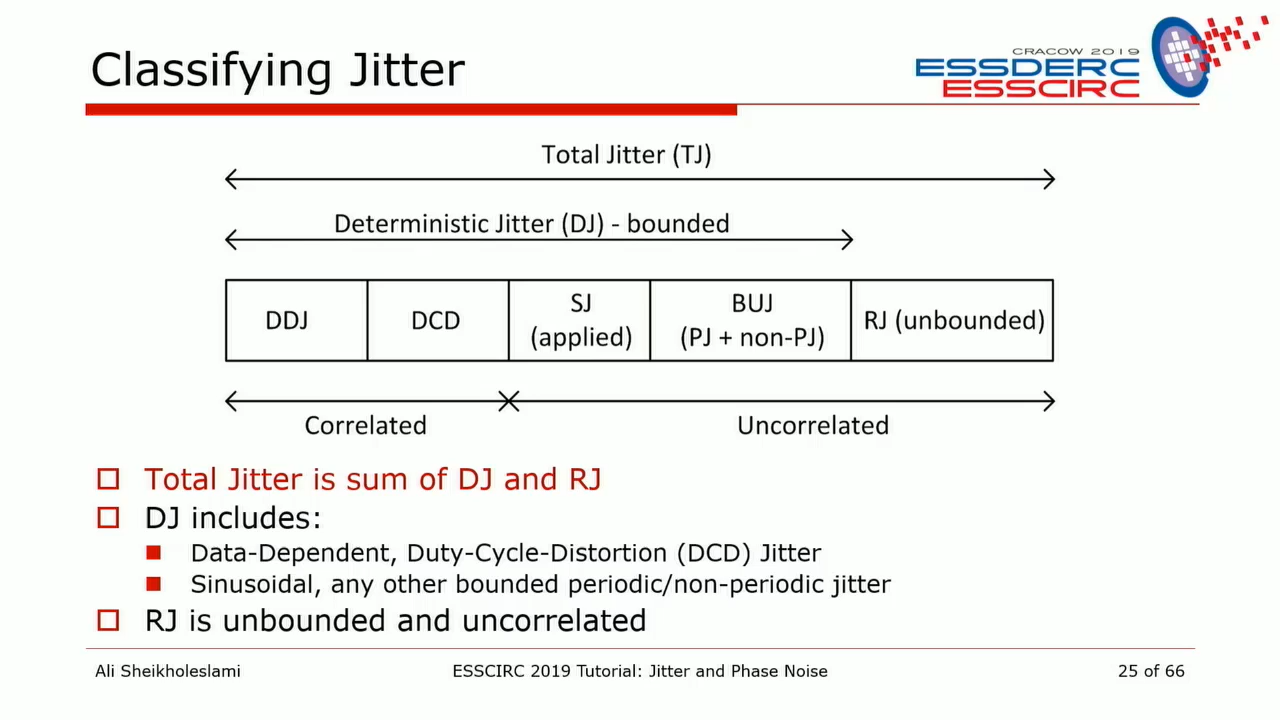 Classifying Jitter
CRACOW 2019
ESSDERC
ESSCIRC
Total Jitter (TJ)
Deterministic Jitter (DJ) - bounded
DDJ
DCD
SJ
(applied)
BUJ
(PJ + non-PJ)
RJ (unbounded)
Correlated
Uncorrelated
Total Jitter is sum of DJ and RJ
DJ includes:
Data-Dependent, Duty-Cycle-Distortion (DCD) Jitter
Sinusoidal, any other bounded periodic/non-periodic jitter
RJ is unbounded and uncorrelated
Ali Sheikholeslami
ESSCIRC 2019 Tutorial: Jitter and Phase Noise
25 of 66